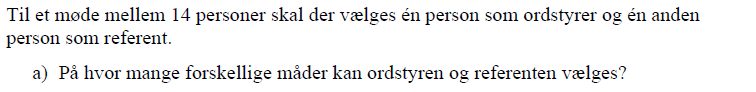 Til et møde mellem 14 personer skal der vælges én person som ordstyrer og én anden
person som referent.
a) På hvor mange forskellige måder kan ordstyren og referenten vælges?